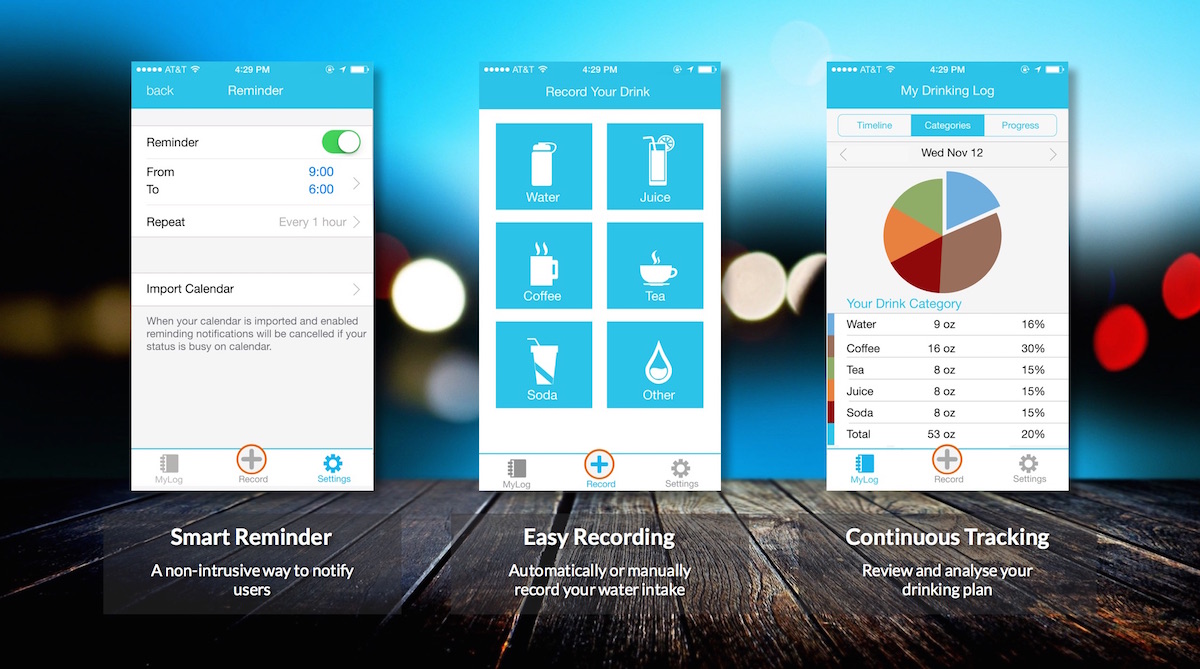 AT&T 4:29 PM
back Reminder
Reminder
From 9:00
To 6:00
Repeat Every 1 hour
Import Calendar
When your calendar is imported and enabled
reminding notifications will be cancelled if your
status is busy on calendar.
MyLog Record Settings
AT&T 4:29 PM
Record Your Drink
Water Juice
Coffee Tea
Soda Other
MyLog Record Settings
AT&T 4:29 PM
My Drinking Log
Timeline Categories Progress
Wed Nov 12
Your Drink Category
Water 9 oz 16%
Coffee 16 oz 30%
Tea 8 oz 15%
Juice 8 oz 15%
Soda 8 oz 15%
Total 53 oz 20%
MyLog Record Settings
Smart Reminder
A non-intrusive way to notify
users
Easy Recording
Automatically or manually
record your water intake
Continuous Tracking
Review and analyse your
drinking plan